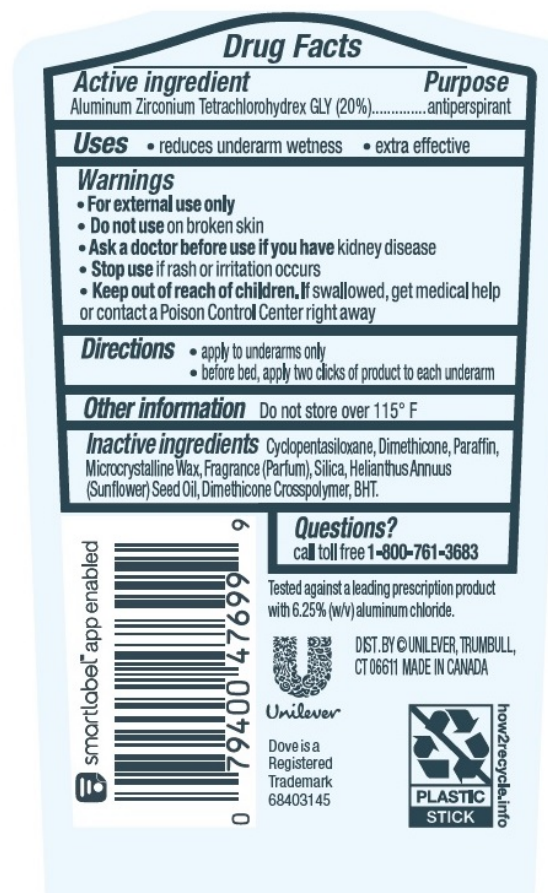 Drug Facts
Active ingredient Purpose
Aluminum Zirconium Tetrachlorohydrex GLY (20%)..............antiperspirant
Uses • reduces underarm wetness • extra effective
Warnings
• For external use only
• Do not use on broken skin
• Ask a doctor before use if you have kidney disease
• Stop use if rash or irritation occurs
• Keep out of reach of children. If swallowed, get medical help
or contact a Poison Control Center right away
Directions • apply to underarms only
• before bed, apply two clicks of product to each underarm
Other information Do not store over 115° F
Inactive ingredients Cyclopentasiloxane, Dimethicone, Paraffin,
Microcrystalline Wax, Fragrance (Parfum), Silica, Helianthus Annuus
(Sunflower) Seed Oil, Dimethicone Crosspolymer, BHT.
Questions?
call toll free 1-800-761-3683
Tested against a leading prescription product
with 6.25% (w/v) aluminum chloride.
smartlabel™ app enabled
0 79400 47699 9
Unilever
DIST. BY © UNILEVER, TRUMBULL,
CT 06611 MADE IN CANADA
Dove is a
Registered
Trademark
68403145
PLASTIC
STICK
how2recycle.info